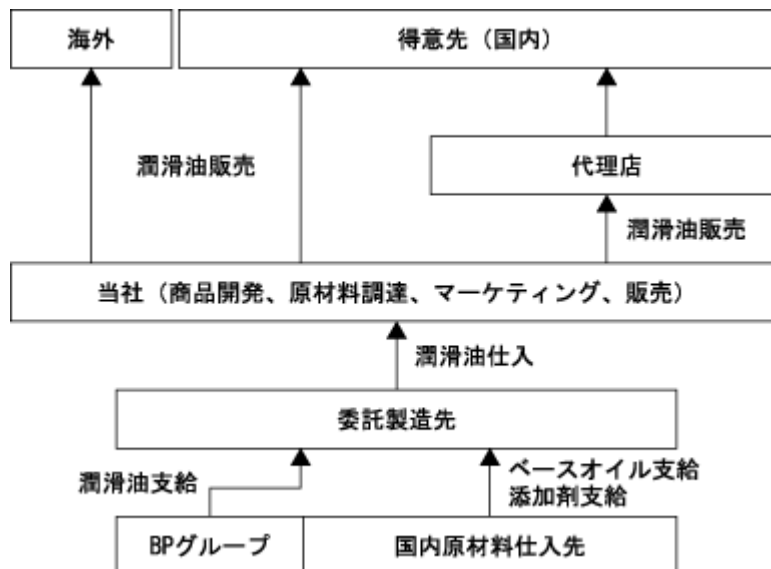 海外
得意先（国内）
潤滑油販売
代理店
潤滑油販売
当社（商品開発、原材料調達、マーケティング、販売）
潤滑油仕入
委託製造先
潤滑油支給
ベースオイル支給
添加剤支給
BPグループ
国内原材料仕入先